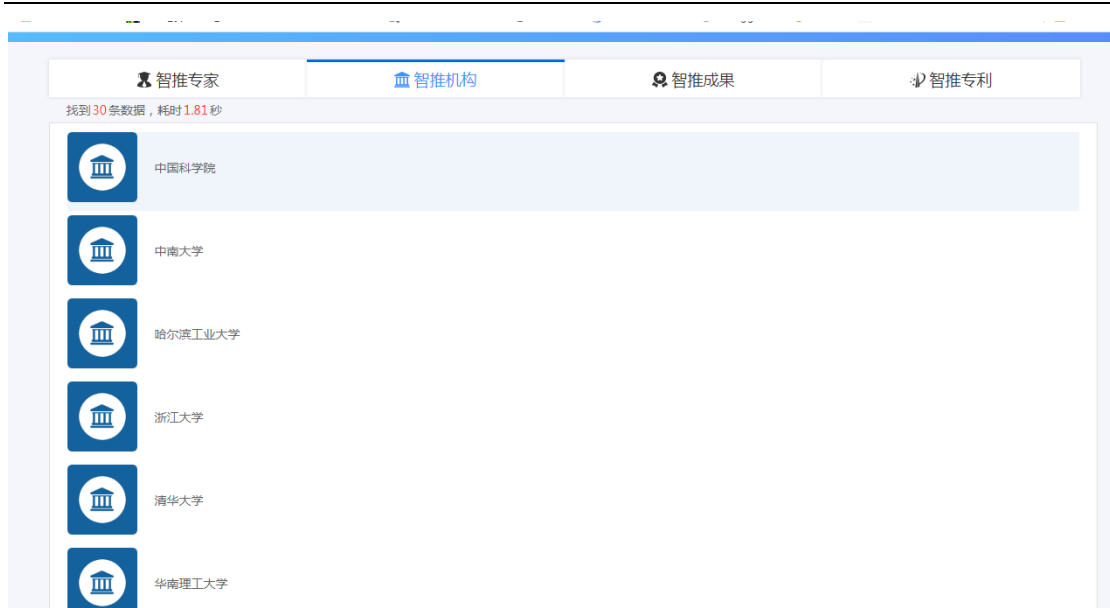 智推专家
智推机构
智推成果
智推专利
找到30条数据，耗时1.81秒
中国科学院
中南大学
哈尔滨工业大学
浙江大学
清华大学
华南理工大学